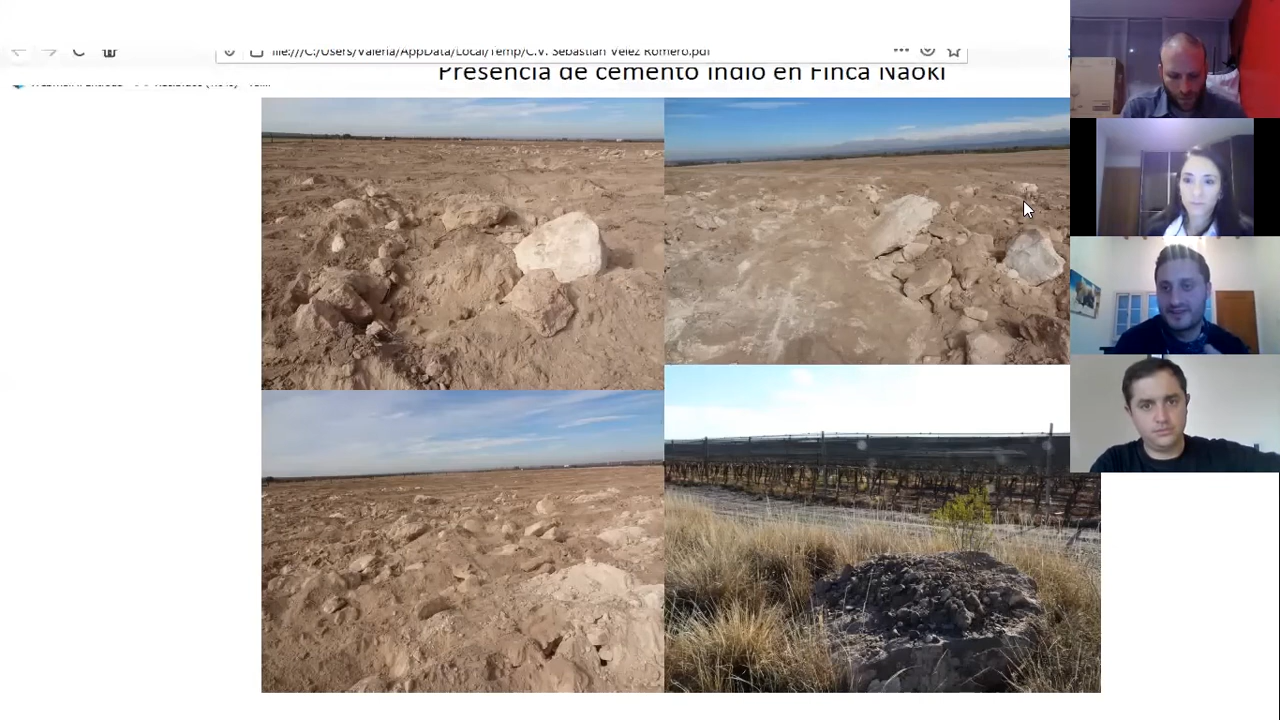 file:///C:/Users/Valeria/AppData/Local/Temp/C.V. Sebastian Velez Romero.pdf
Presencia de cemento indio en Finca Naoki